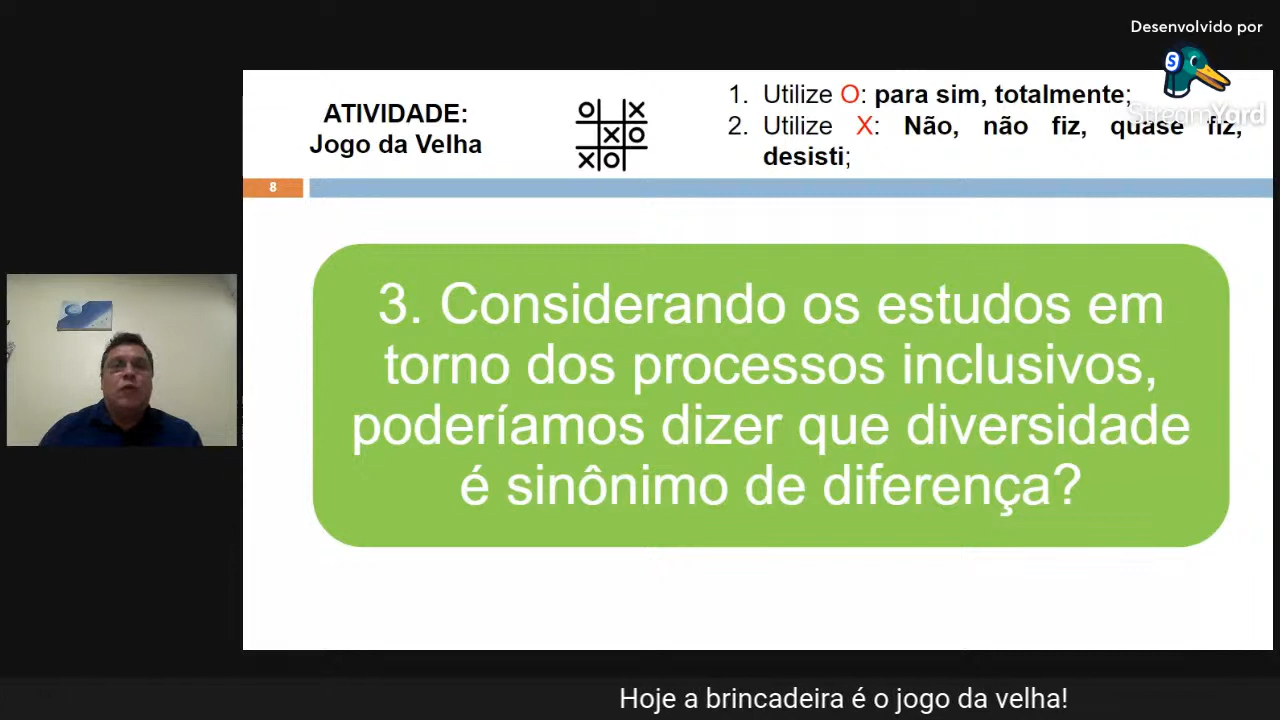 Desenvolvido por
StreamYard
ATIVIDADE:
Jogo da Velha
O X
X O
X O
1. Utilize O: para sim, totalmente;
2. Utilize X: Não, não fiz, quase fiz,
desisti;
8
3. Considerando os estudos em
torno dos processos inclusivos,
poderíamos dizer que diversidade
é sinônimo de diferença?
Hoje a brincadeira é o jogo da velha!